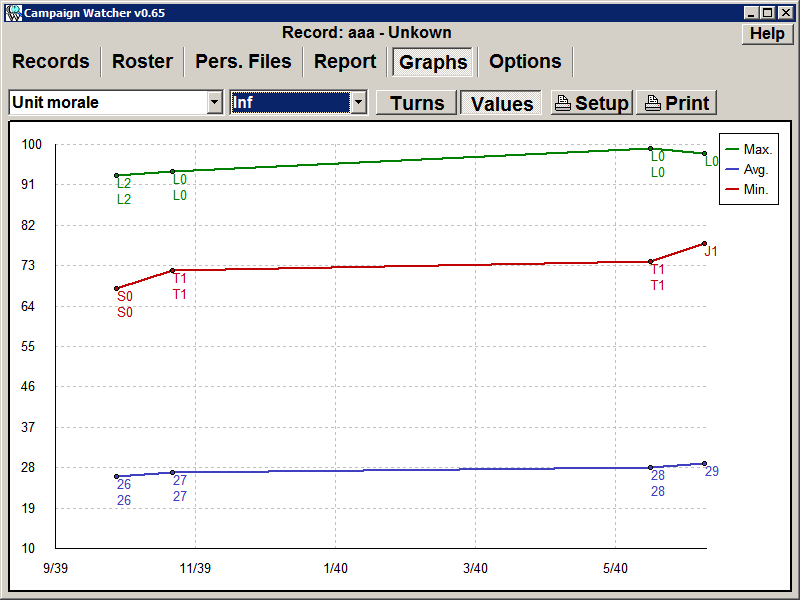 Campaign Watcher v0.65
Record: aaa - Unkown
Help
Records Roster Pers. Files Report Graphs Options
Unit morale Inf Turns Values Setup Print
100
91
82
73
64
55
46
37
28
19
10
9/39 11/39 1/40 3/40 5/40
L2 L0 L0 L0
L2 L0 L0
S0 T1 T1 J1
S0 T1 T1
26 27 28 29
26 27 28
Max.
Avg.
Min.